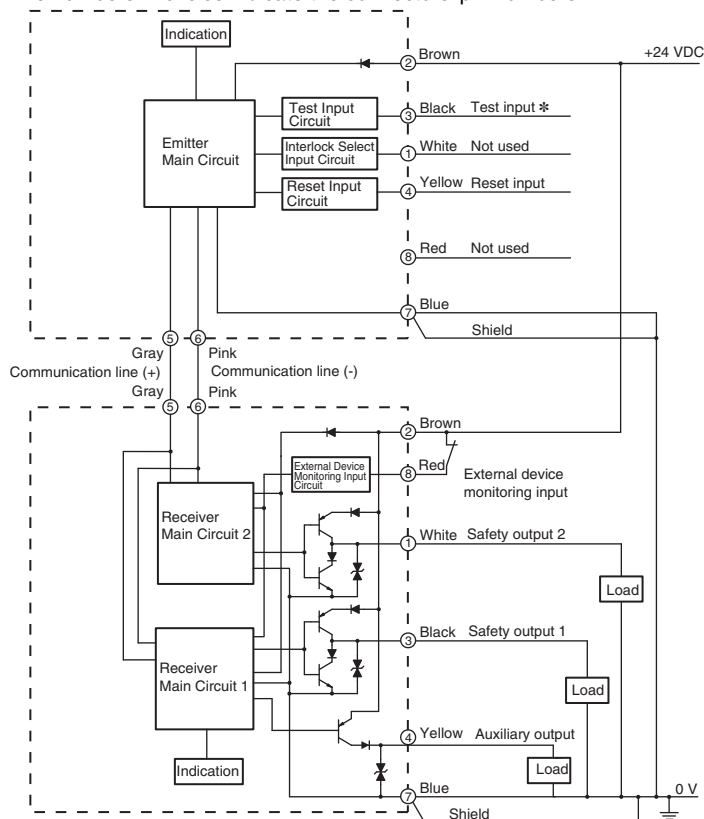 Indication
② Brown
+24 VDC
Test Input
Circuit
③ Black Test input *
Emitter
Main Circuit
Interlock Select
Input Circuit
① White Not used
Reset Input
Circuit
④ Yellow Reset input
⑧ Red Not used
⑦ Blue
Shield
⑤ ⑥
Gray Pink
Communication line (+) Communication line (-)
Gray Pink
⑤ ⑥
② Brown
External Device
Monitoring Input
Circuit
⑧ Red
External device
monitoring input
Receiver
Main Circuit 2
① White Safety output 2
Load
③ Black Safety output 1
Receiver
Main Circuit 1
Load
④ Yellow Auxiliary output
Indication
Load
⑦ Blue
0 V
Shield